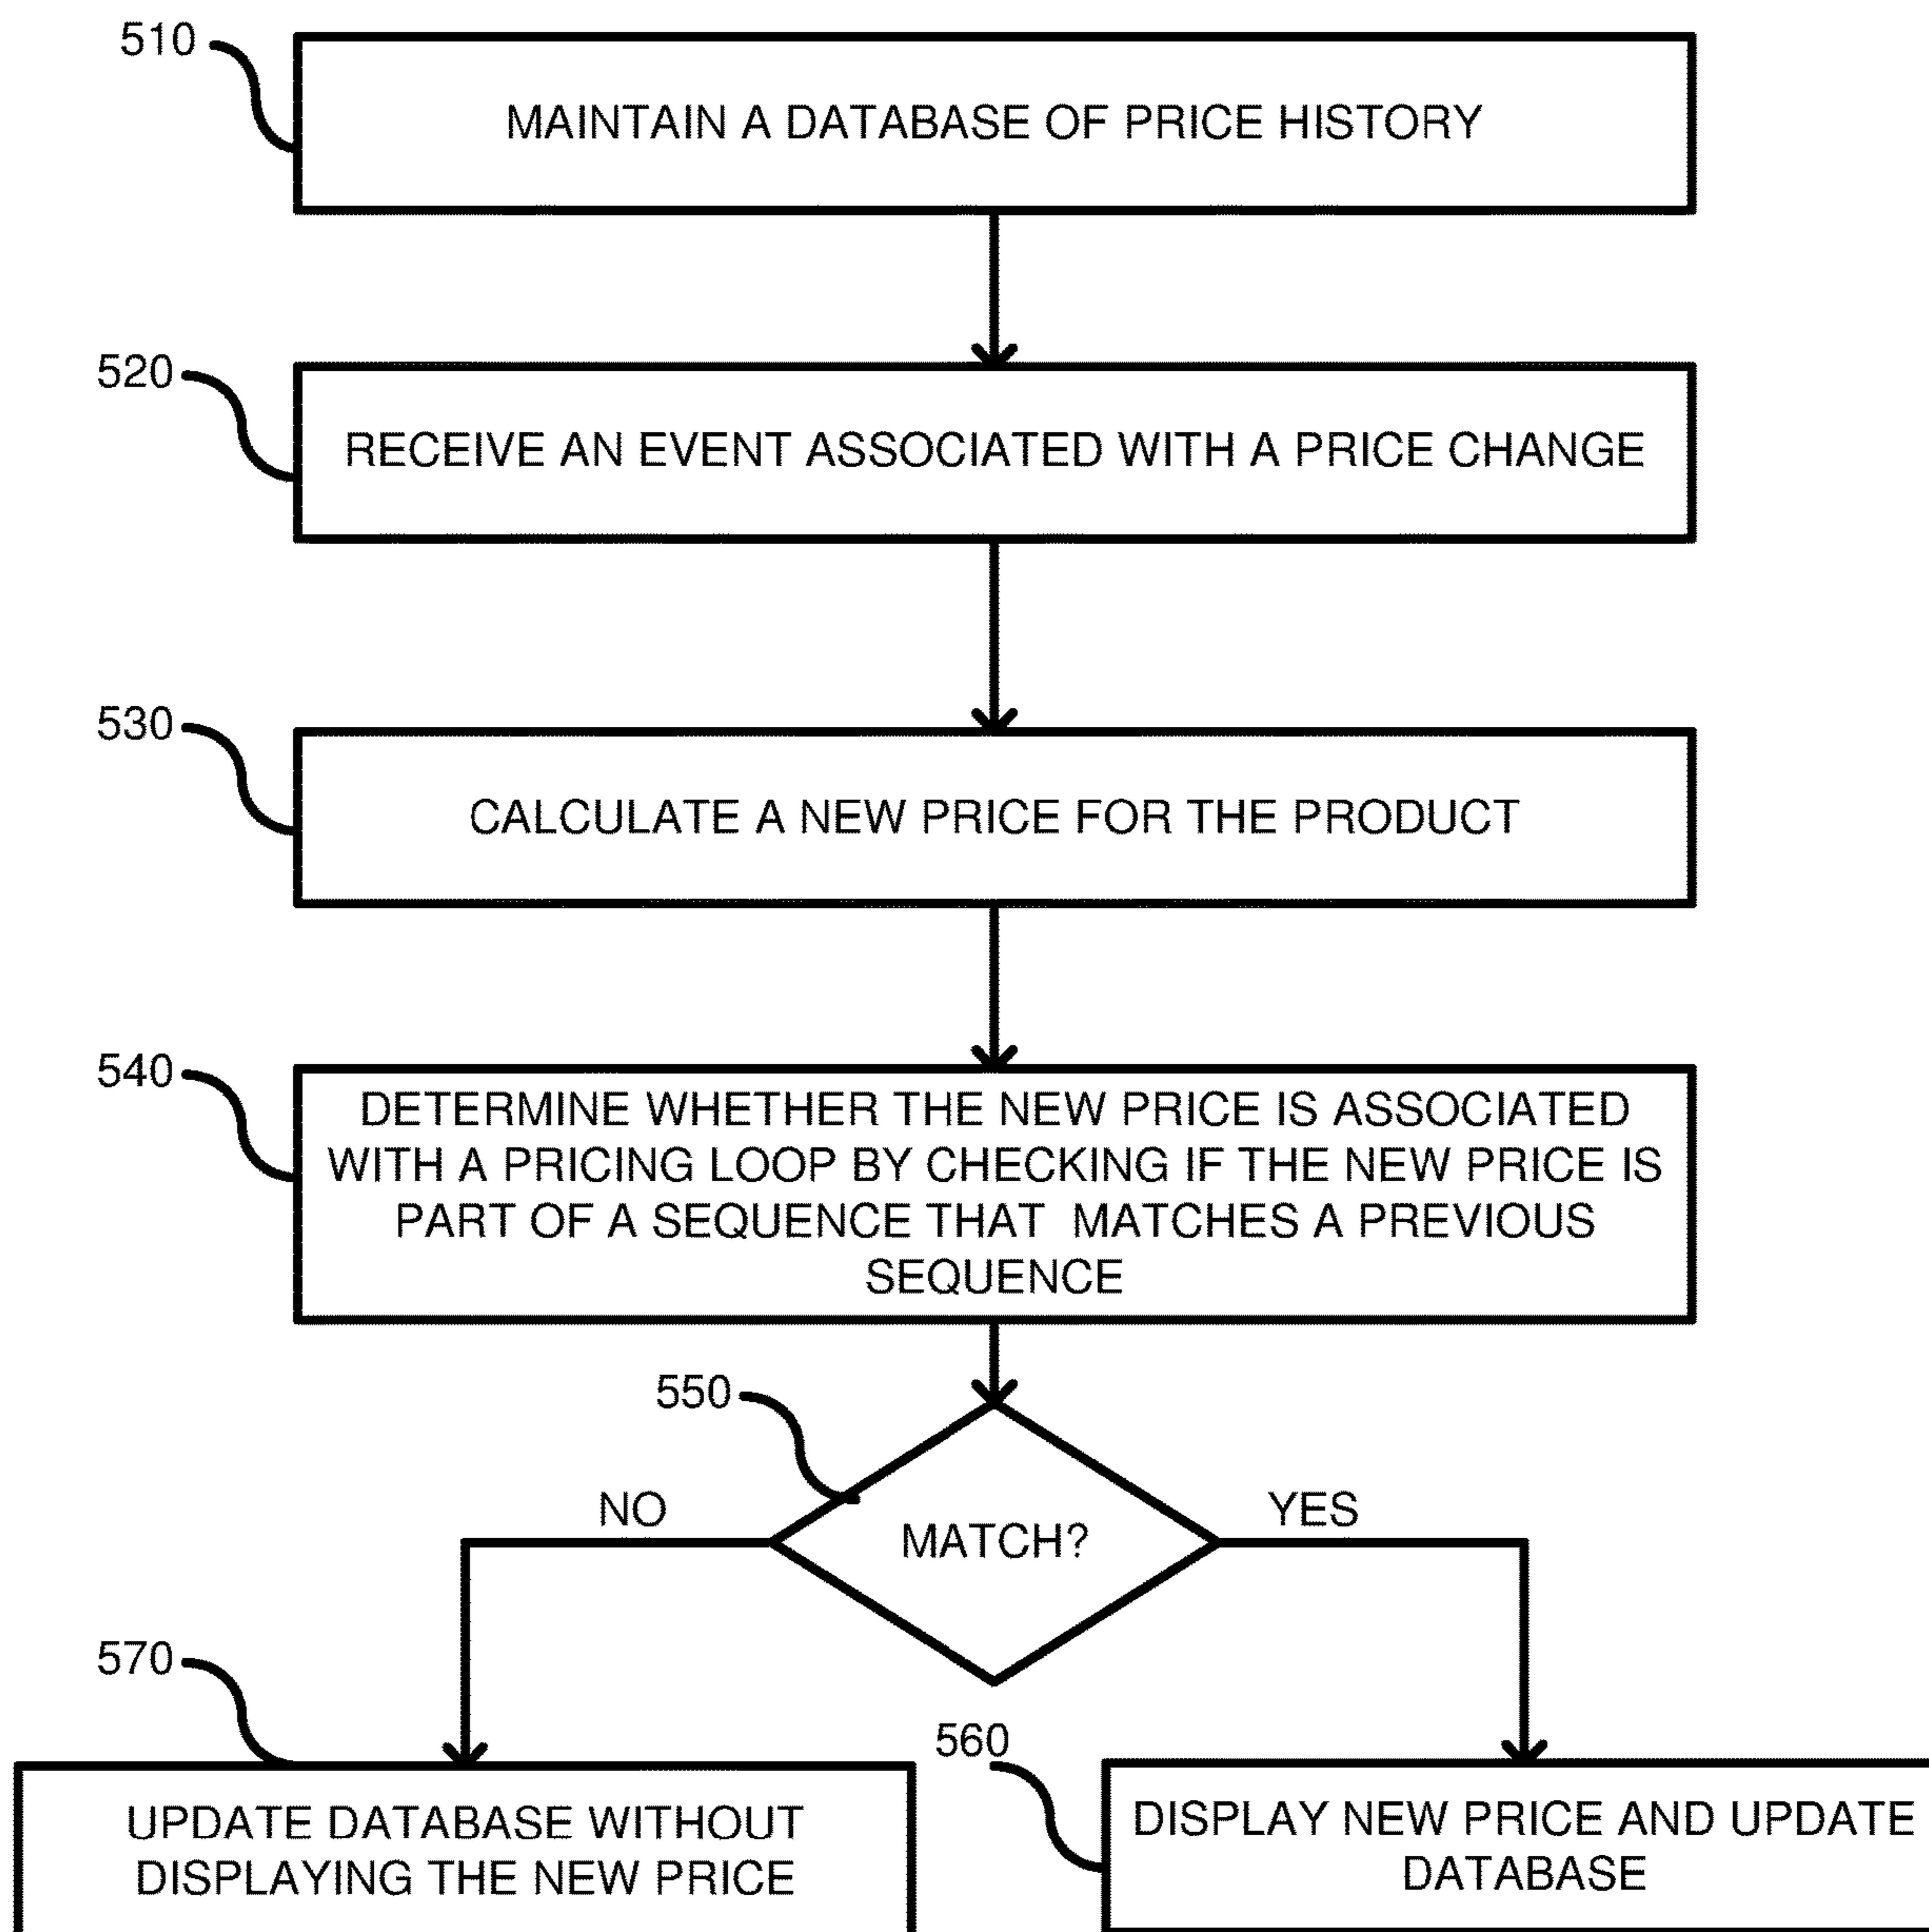 510
MAINTAIN A DATABASE OF PRICE HISTORY
520
RECEIVE AN EVENT ASSOCIATED WITH A PRICE CHANGE
530
CALCULATE A NEW PRICE FOR THE PRODUCT
540
DETERMINE WHETHER THE NEW PRICE IS ASSOCIATED
WITH A PRICING LOOP BY CHECKING IF THE NEW PRICE IS
PART OF A SEQUENCE THAT MATCHES A PREVIOUS
SEQUENCE
550
NO
MATCH?
YES
570
UPDATE DATABASE WITHOUT
DISPLAYING THE NEW PRICE
560
DISPLAY NEW PRICE AND UPDATE
DATABASE